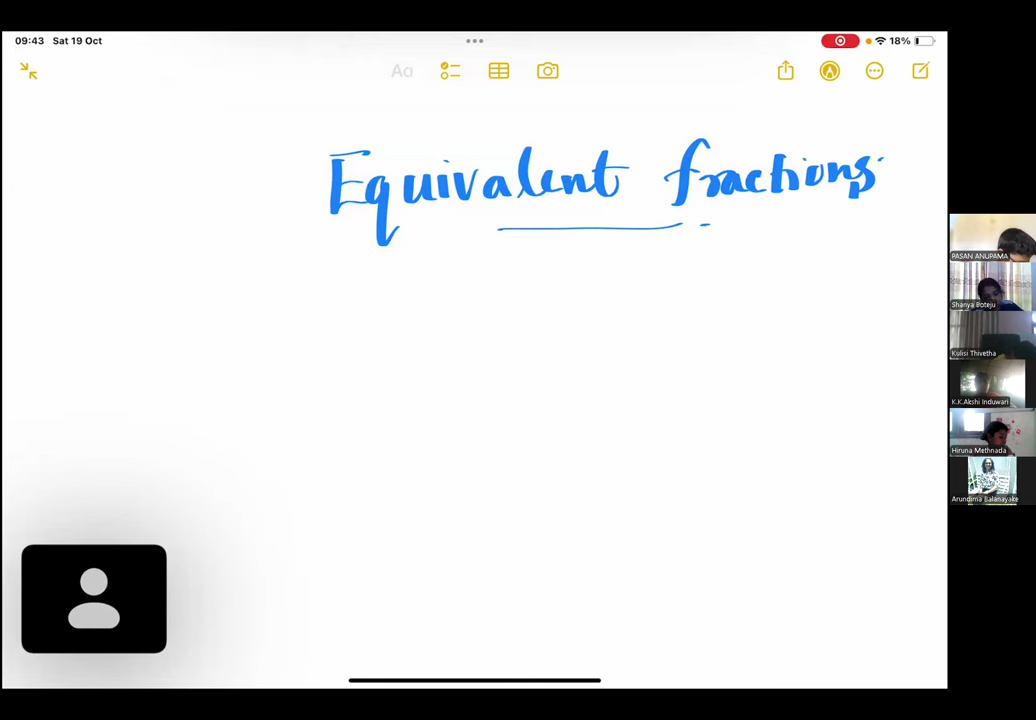 09:43 Sat 19 Oct
18%
Aa
Equivalent fractions
PASAN ANUPAMA
Shanya Boteju
Kulisi Thivetha
K.K.Akshi Induwari
Hiruna Methnada
Arundima Balanayake